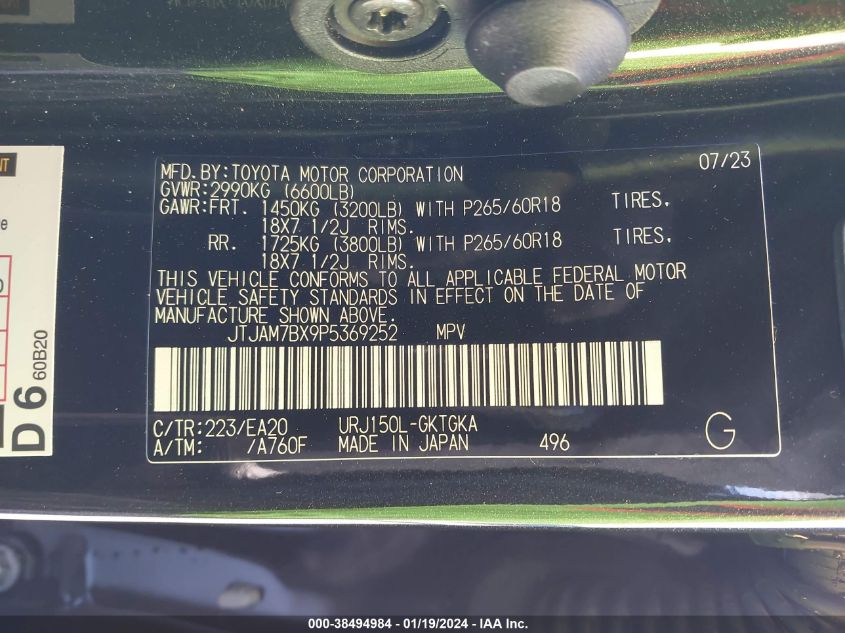 MFD.BY:TOYOTA MOTOR CORPORATION 07/23
GVWR:2990KG (6600LB)
GAWR:FRT. 1450KG (3200LB) WITH P265/60R18 TIRES,
18X7 1/2J RIMS.
RR. 1725KG (3800LB) WITH P265/60R18 TIRES,
18X7 1/2J RIMS.
THIS VEHICLE CONFORMS TO ALL APPLICABLE FEDERAL MOTOR
VEHICLE SAFETY STANDARDS IN EFFECT ON THE DATE OF
MANUFACTURE SHOWN ABOVE.
JTJAM7BX9P5369252 MPV
C/TR:223/EA20 URJ150L-GKTGKA
A/TM: /A760F MADE IN JAPAN 496 G
D 6 60B20
000-38494984 - 01/19/2024 - IAA Inc.